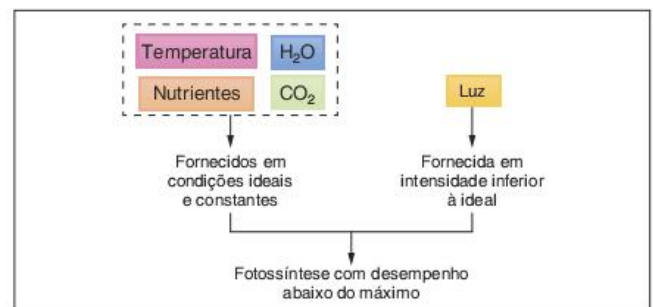 Temperatura
H₂O
Nutrientes
CO₂
Luz
Fornecidos em
condições ideais
e constantes
Fornecida em
intensidade inferior
à ideal
Fotossíntese com desempenho
abaixo do máximo